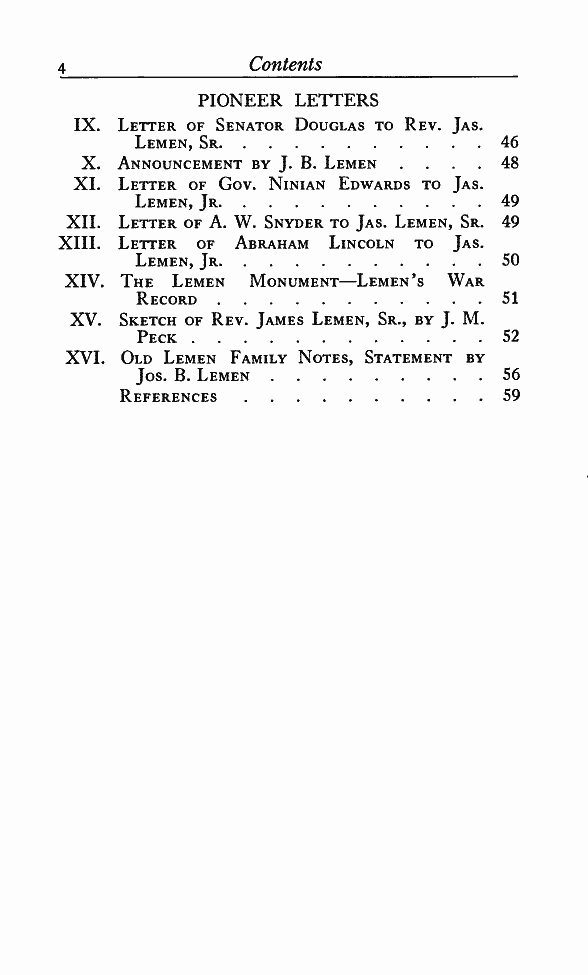 4 Contents
PIONEER LETTERS
IX. Letter of Senator Douglas to Rev. Jas.
Lemen, Sr. . . . . . . . . . . 46
X. Announcement by J. B. Lemen . . . . 48
XI. Letter of Gov. Ninian Edwards to Jas.
Lemen, Jr. . . . . . . . . . . 49
XII. Letter of A. W. Snyder to Jas. Lemen, Sr. 49
XIII. Letter of Abraham Lincoln to Jas.
Lemen, Jr. . . . . . . . . . . 50
XIV. The Lemen Monument—Lemen's War
Record . . . . . . . . . . . 51
XV. Sketch of Rev. James Lemen, Sr., by J. M.
Peck . . . . . . . . . . . . 52
XVI. Old Lemen Family Notes, Statement by
Jos. B. Lemen . . . . . . . . . 56
References . . . . . . . . . . 59